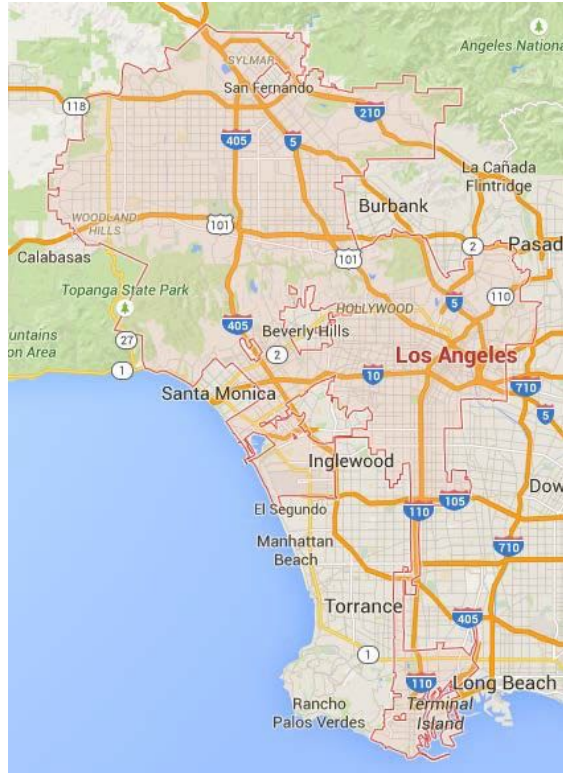 Angeles Nationa
SYLMAR
San Fernando
118
405
5
210
La Cañada
Flintridge
Burbank
WOODLAND
HILLS
101
101
2
Pasad
Calabasas
Topanga State Park
HOLLYWOOD
5
110
untains
on Area
27
405
Beverly Hills
2
Los Angeles
1
10
Santa Monica
710
5
Inglewood
Dow
El Segundo
110
105
Manhattan
Beach
710
Torrance
405
1
110
Long Beach
Rancho
Palos Verdes
Terminal
Island